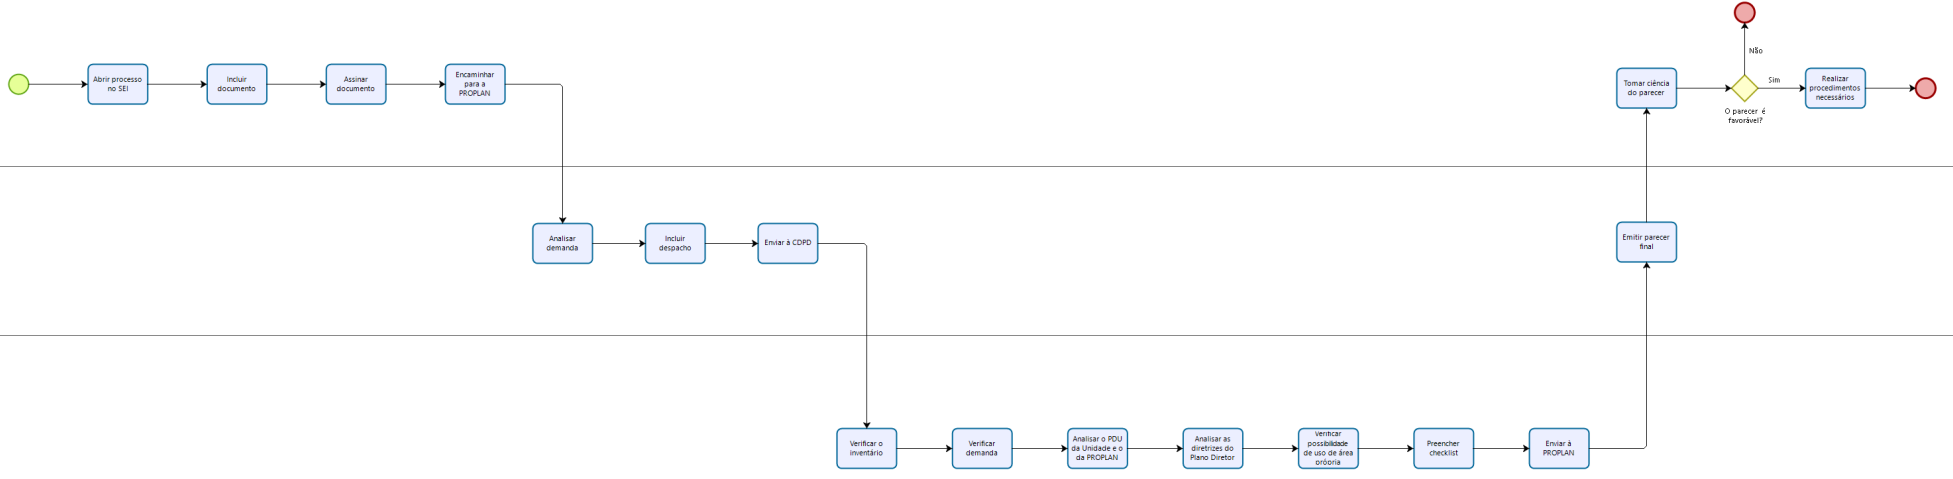 Abrir processo
no SEI
Incluir
documento
Assinar
documento
Encaminhar
para a
PROPLAN
Tomar ciência
do parecer
Não
Sim
O parecer é
favorável?
Realizar
procedimentos
necessários
Analisar
demanda
Incluir
despacho
Enviar à CDPD
Emitir parecer
final
Verificar o
inventário
Verificar
demanda
Analisar o PDU
da Unidade e o
da PROPLAN
Analisar as
diretrizes do
Plano Diretor
Verificar
possibilidade
de uso de área
própria
Preencher
checklist
Enviar à
PROPLAN